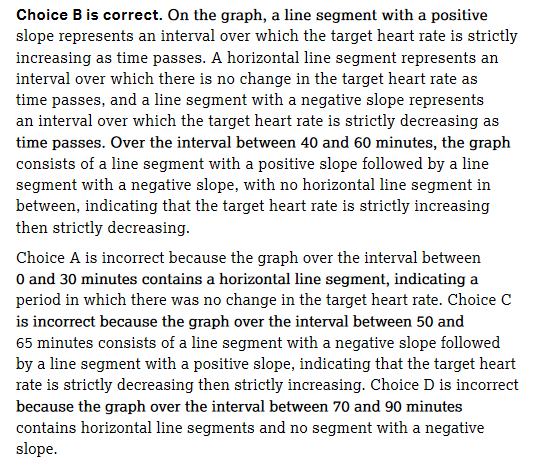 Choice B is correct. On the graph, a line segment with a positive
slope represents an interval over which the target heart rate is strictly
increasing as time passes. A horizontal line segment represents an
interval over which there is no change in the target heart rate as
time passes, and a line segment with a negative slope represents
an interval over which the target heart rate is strictly decreasing as
time passes. Over the interval between 40 and 60 minutes, the graph
consists of a line segment with a positive slope followed by a line
segment with a negative slope, with no horizontal line segment in
between, indicating that the target heart rate is strictly increasing
then strictly decreasing.
Choice A is incorrect because the graph over the interval between
0 and 30 minutes contains a horizontal line segment, indicating a
period in which there was no change in the target heart rate. Choice C
is incorrect because the graph over the interval between 50 and
65 minutes consists of a line segment with a negative slope followed
by a line segment with a positive slope, indicating that the target heart
rate is strictly decreasing then strictly increasing. Choice D is incorrect
because the graph over the interval between 70 and 90 minutes
contains horizontal line segments and no segment with a negative
slope.